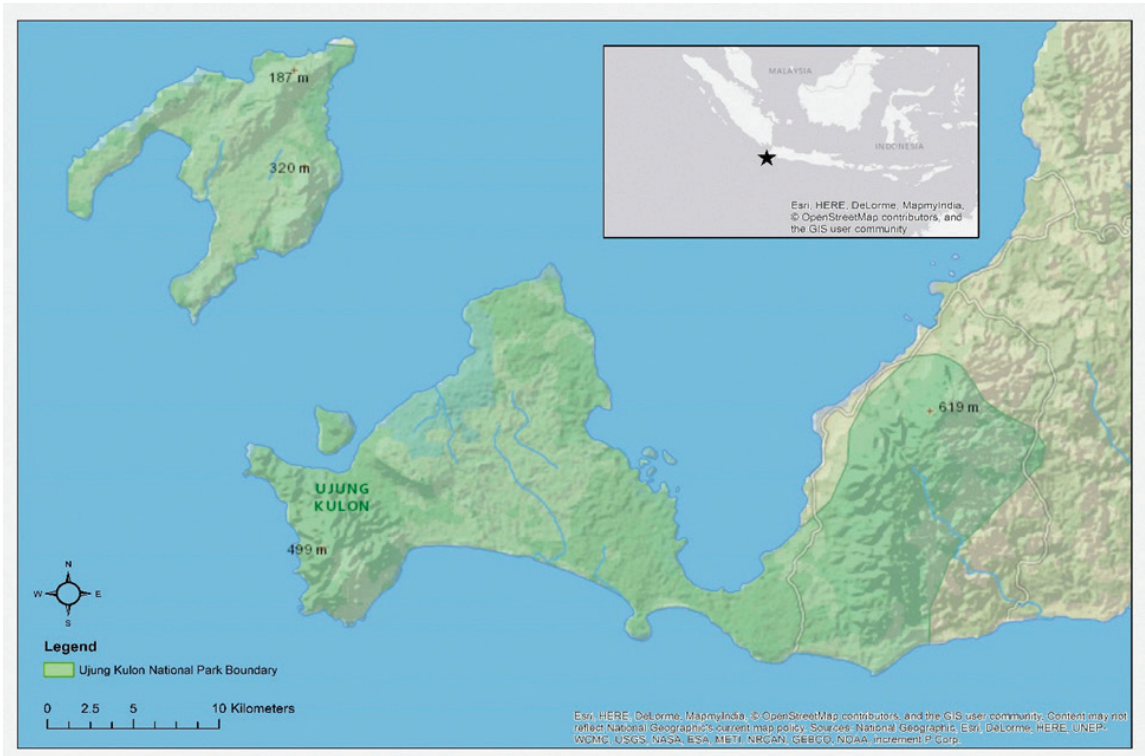 187 m
320 m
MALAYSIA
INDONESIA
Esri, HERE, DeLorme, MapmyIndia,
© OpenStreetMap contributors, and
the GIS user community
619 m
UJUNG
KULON
499 m
N
W E
S
Legend
Ujung Kulon National Park Boundary
0 2.5 5 10 Kilometers
Esri, HERE, DeLorme, MapmyIndia, © OpenStreetMap contributors, and the GIS user community. Content may not
reflect National Geographic's current map policy. Sources: National Geographic, Esri, DeLorme, HERE, UNEP-
WCMC, USGS, NASA, ESA, METI, NRCAN, GEBCO, NOAA, increment P Corp.